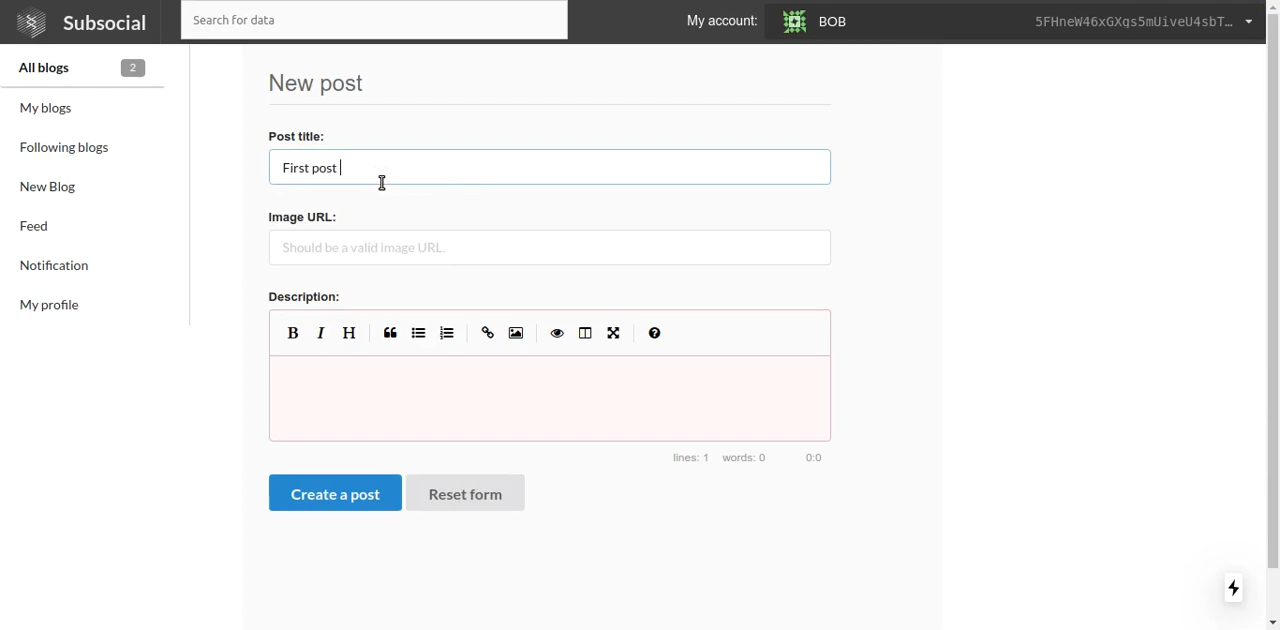 Subsocial
Search for data
My account:
BOB
5FHneW46xGXgs5mUiveU4sbT…
All blogs
2
My blogs
Following blogs
New Blog
Feed
Notification
My profile
New post
Post title:
First post
Image URL:
Should be a valid image URL.
Description:
B I H
lines: 1 words: 0 0:0
Create a post
Reset form